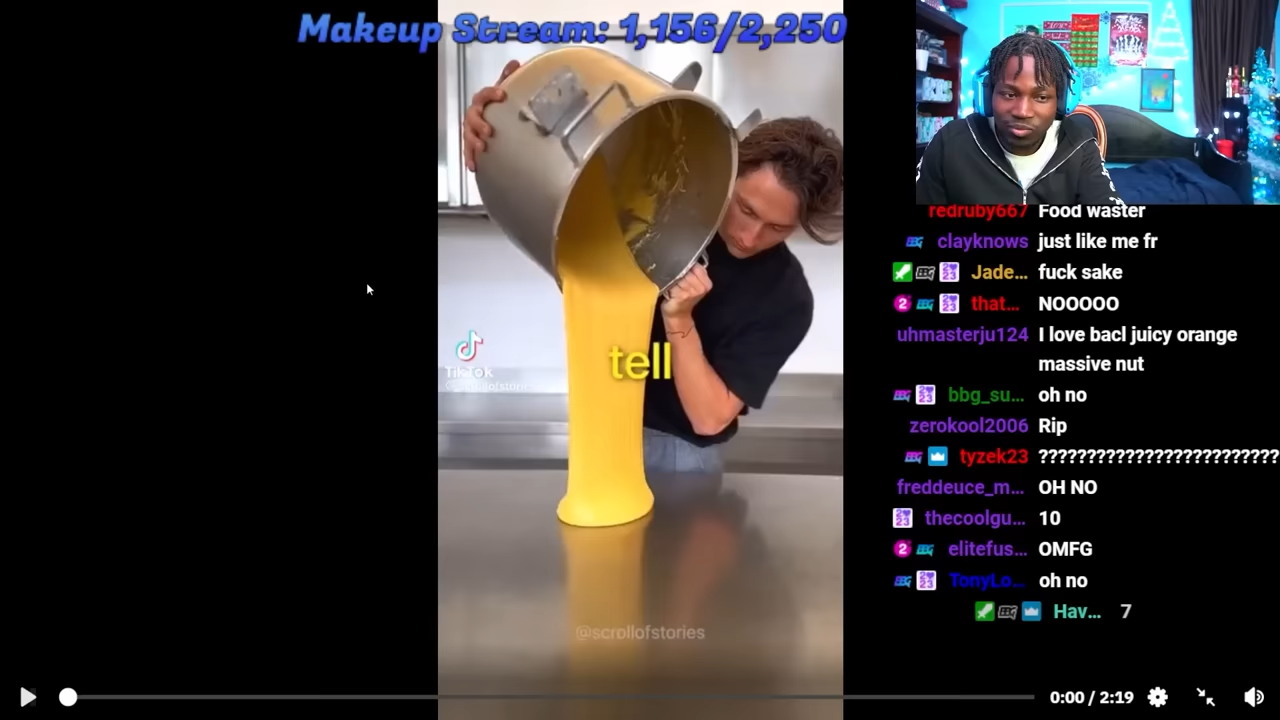 Makeup Stream: 1,156/2,250
tell
TikTok
@scrollofstories
redruby667 Food waster
clayknows just like me fr
Jade… fuck sake
that… NOOOOO
uhmasterju124 I love bacl juicy orange
massive nut
bbg_su… oh no
zerokool2006 Rip
tyzek23 ?????????????????????????
freddeuce_m… OH NO
thecoolgu… 10
elitefus… OMFG
TonyLo… oh no
Hav… 7
0:00 / 2:19